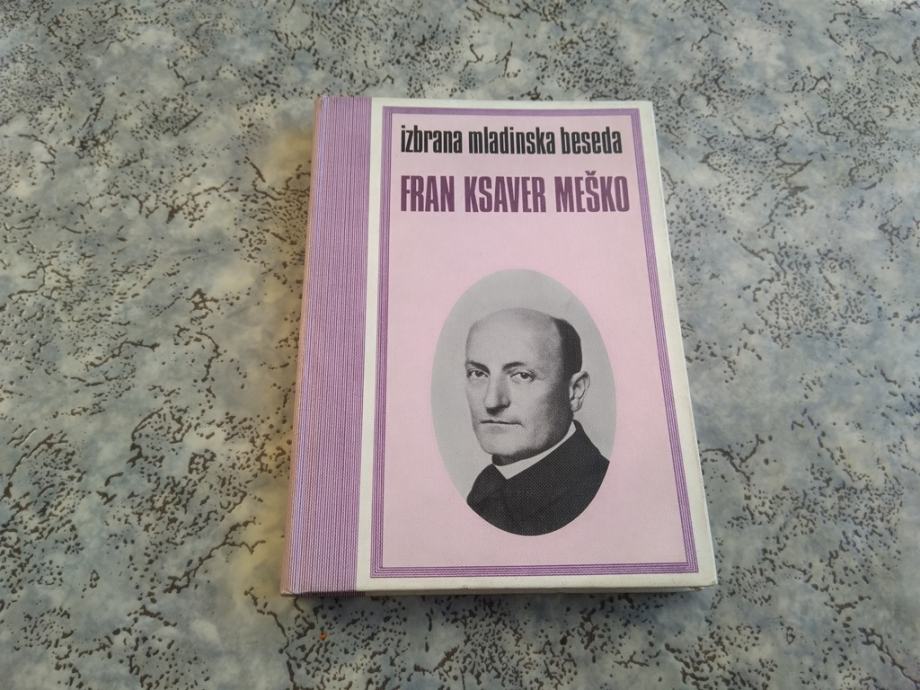 izbrana mladinska beseda
FRAN KSAVER MEŠKO